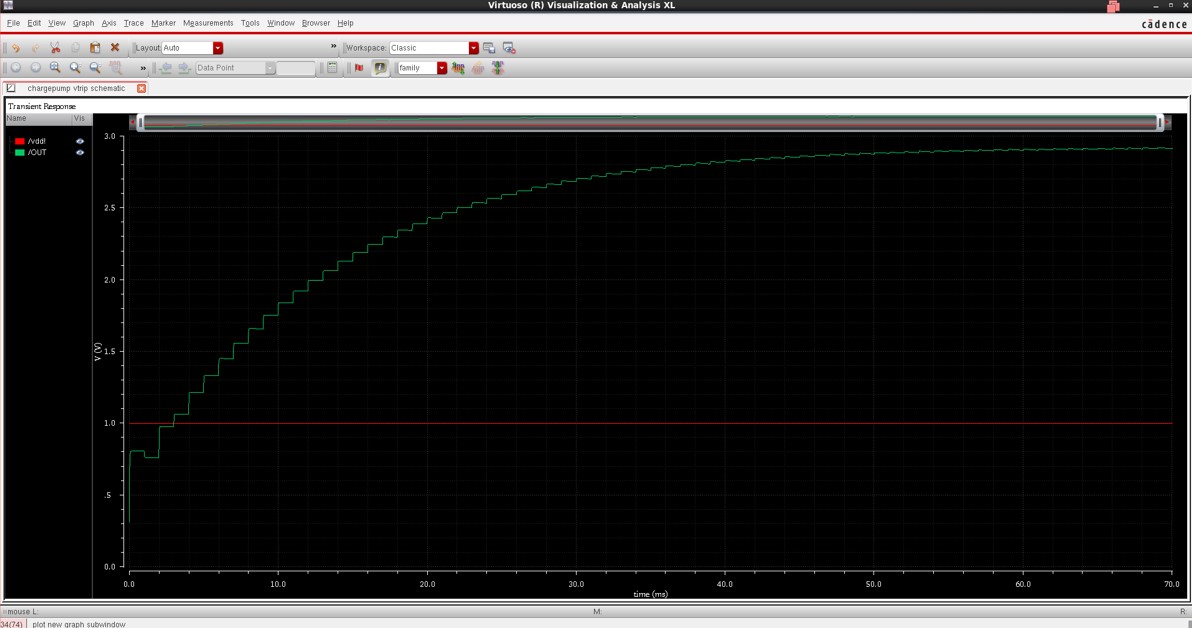 Virtuoso (R) Visualization & Analysis XL
File Edit View Graph Axis Trace Marker Measurements Tools Window Browser Help
cādence
Layout: Auto » Workspace: Classic
» Data Point family
chargepump vtrip schematic
Transient Response
Name Vis
/vdd!
/OUT
3.0
2.5
2.0
1.5
1.0
.5
0.0
V (V)
0.0 10.0 20.0 30.0 40.0 50.0 60.0 70.0
time (ms)
mouse L: M: R:
34(74) plot new graph subwindow